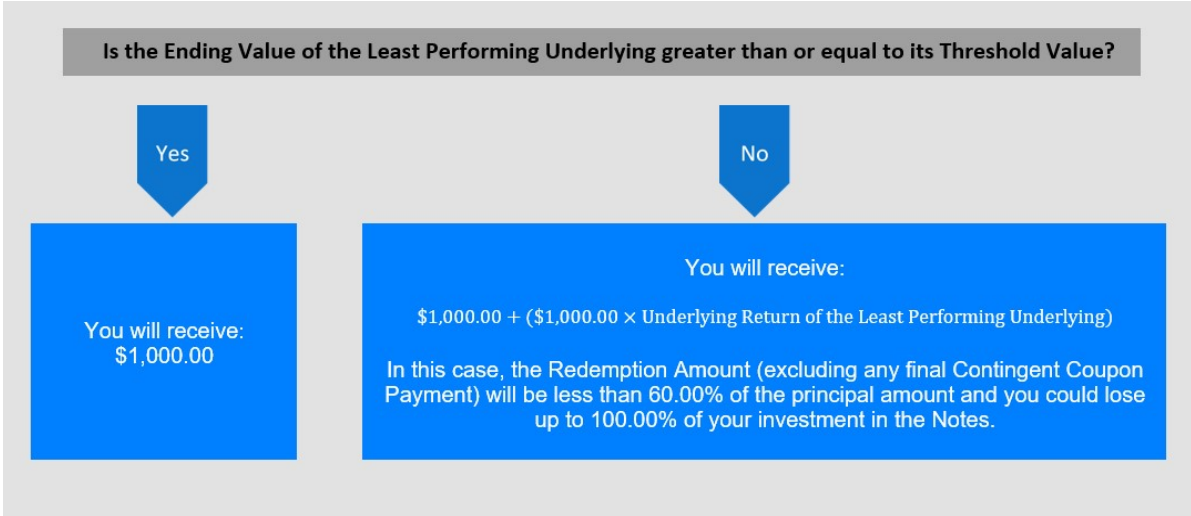 Is the Ending Value of the Least Performing Underlying greater than or equal to its Threshold Value?
Yes
No
You will receive:
$1,000.00
You will receive:
$1,000.00 + ($1,000.00 × Underlying Return of the Least Performing Underlying)
In this case, the Redemption Amount (excluding any final Contingent Coupon
Payment) will be less than 60.00% of the principal amount and you could lose
up to 100.00% of your investment in the Notes.